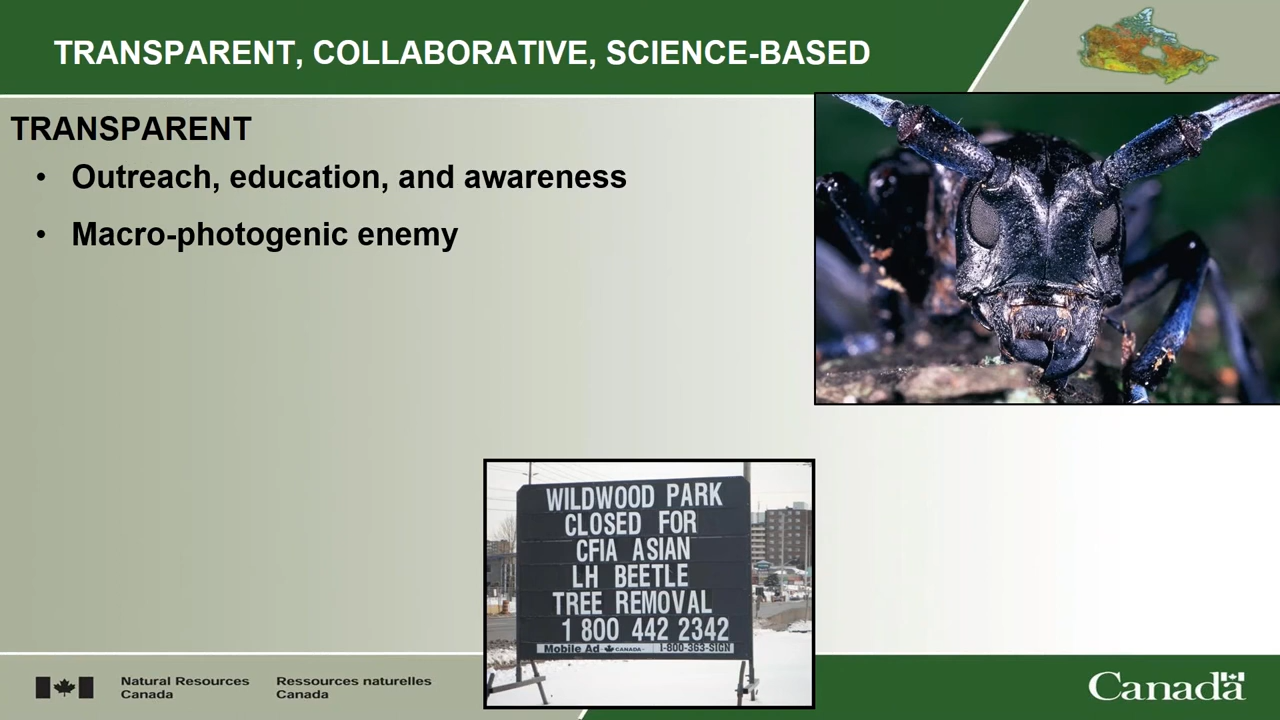 TRANSPARENT, COLLABORATIVE, SCIENCE-BASED
TRANSPARENT
• Outreach, education, and awareness
• Macro-photogenic enemy
WILDWOOD PARK
CLOSED FOR
CFIA ASIAN
LH BEETLE
TREE REMOVAL
1 800 442 2342
Mobile Ad CANADA 1-800-363-SIGN
Natural Resources Canada
Ressources naturelles Canada
Canada